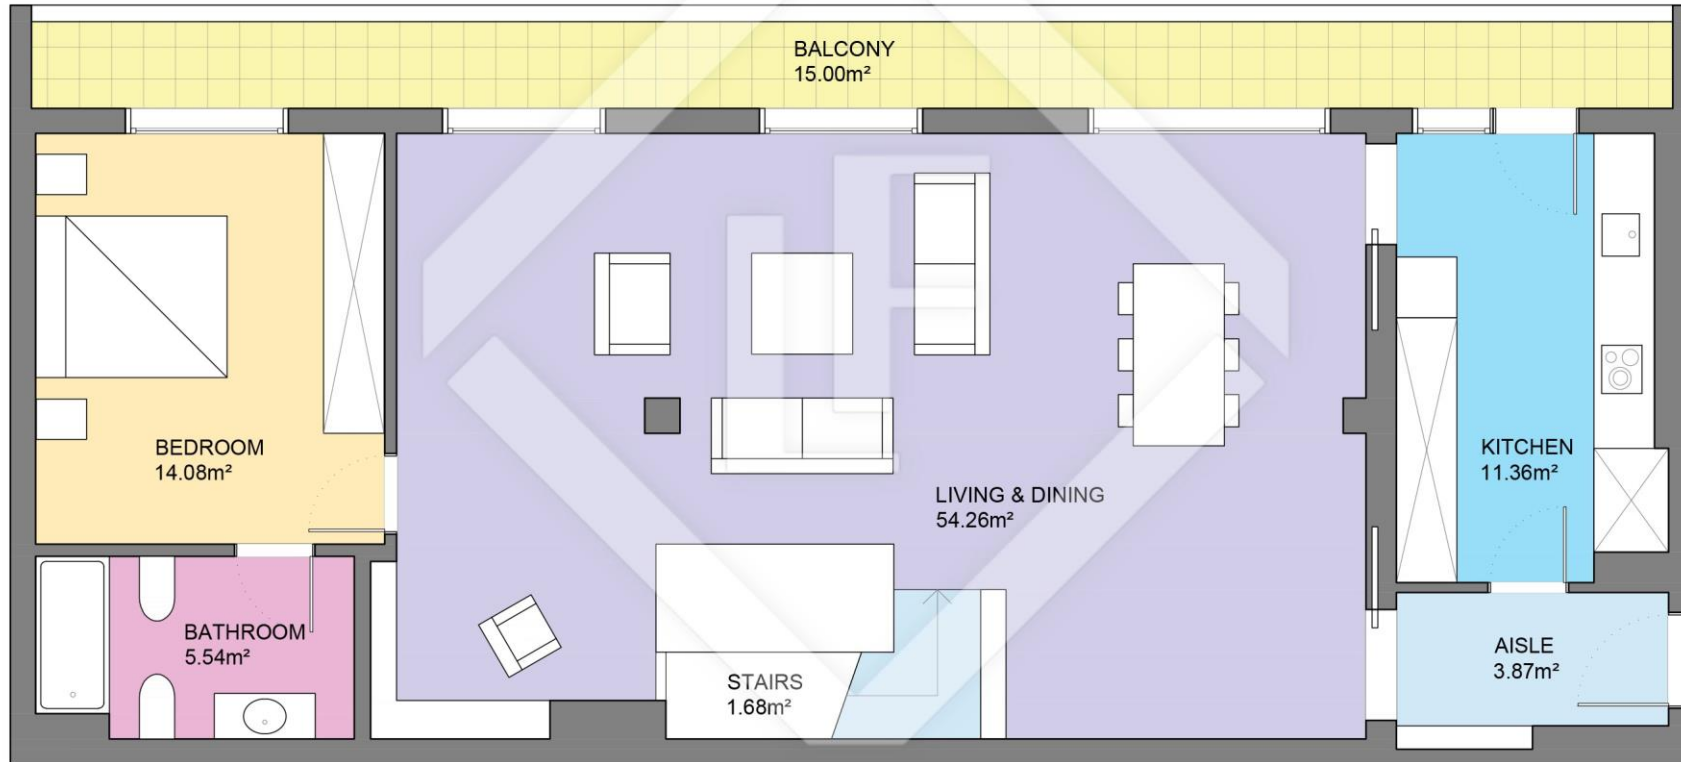 BALCONY
15.00m²
BEDROOM
14.08m²
LIVING & DINING
54.26m²
KITCHEN
11.36m²
BATHROOM
5.54m²
STAIRS
1.68m²
AISLE
3.87m²